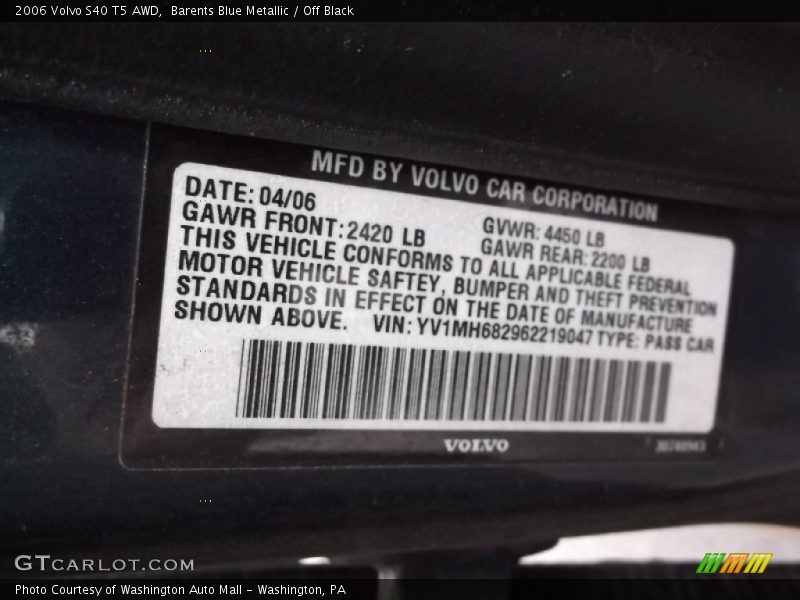 2006 Volvo S40 T5 AWD,  Barents Blue Metallic / Off Black
MFD BY VOLVO CAR CORPORATION
DATE: 04/06
GVWR: 4450 LB
GAWR FRONT: 2420 LB
GAWR REAR: 2200 LB
THIS VEHICLE CONFORMS TO ALL APPLICABLE FEDERAL
MOTOR VEHICLE SAFTEY, BUMPER AND THEFT PREVENTION
STANDARDS IN EFFECT ON THE DATE OF MANUFACTURE
SHOWN ABOVE. VIN: YV1MH682962219047 TYPE: PASS CAR
VOLVO
GTCARLOT.COM
Photo Courtesy of Washington Auto Mall - Washington, PA